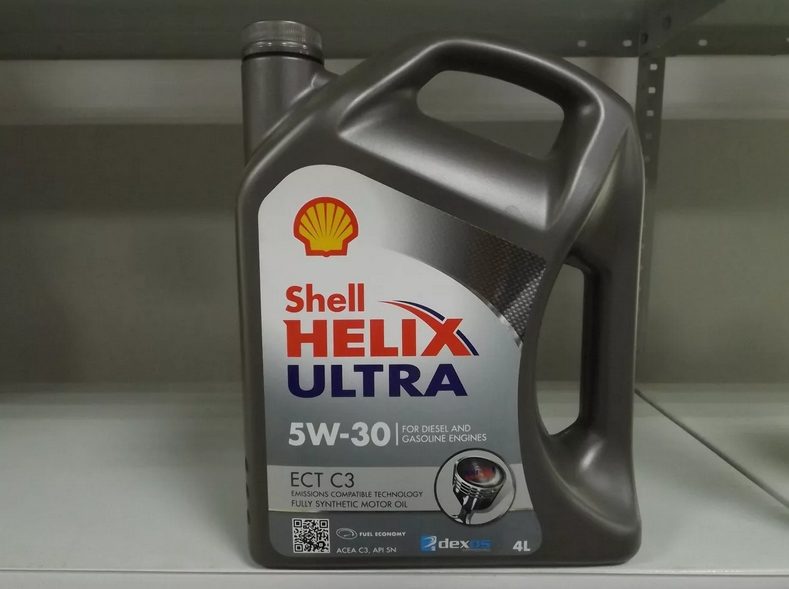 Shell
HELIX
ULTRA
5W-30
FOR DIESEL AND
GASOLINE ENGINES
ECT C3
EMISSIONS COMPATIBLE TECHNOLOGY
FULLY SYNTHETIC MOTOR OIL
FUEL ECONOMY
ACEA C3, API SN
dexos
4L